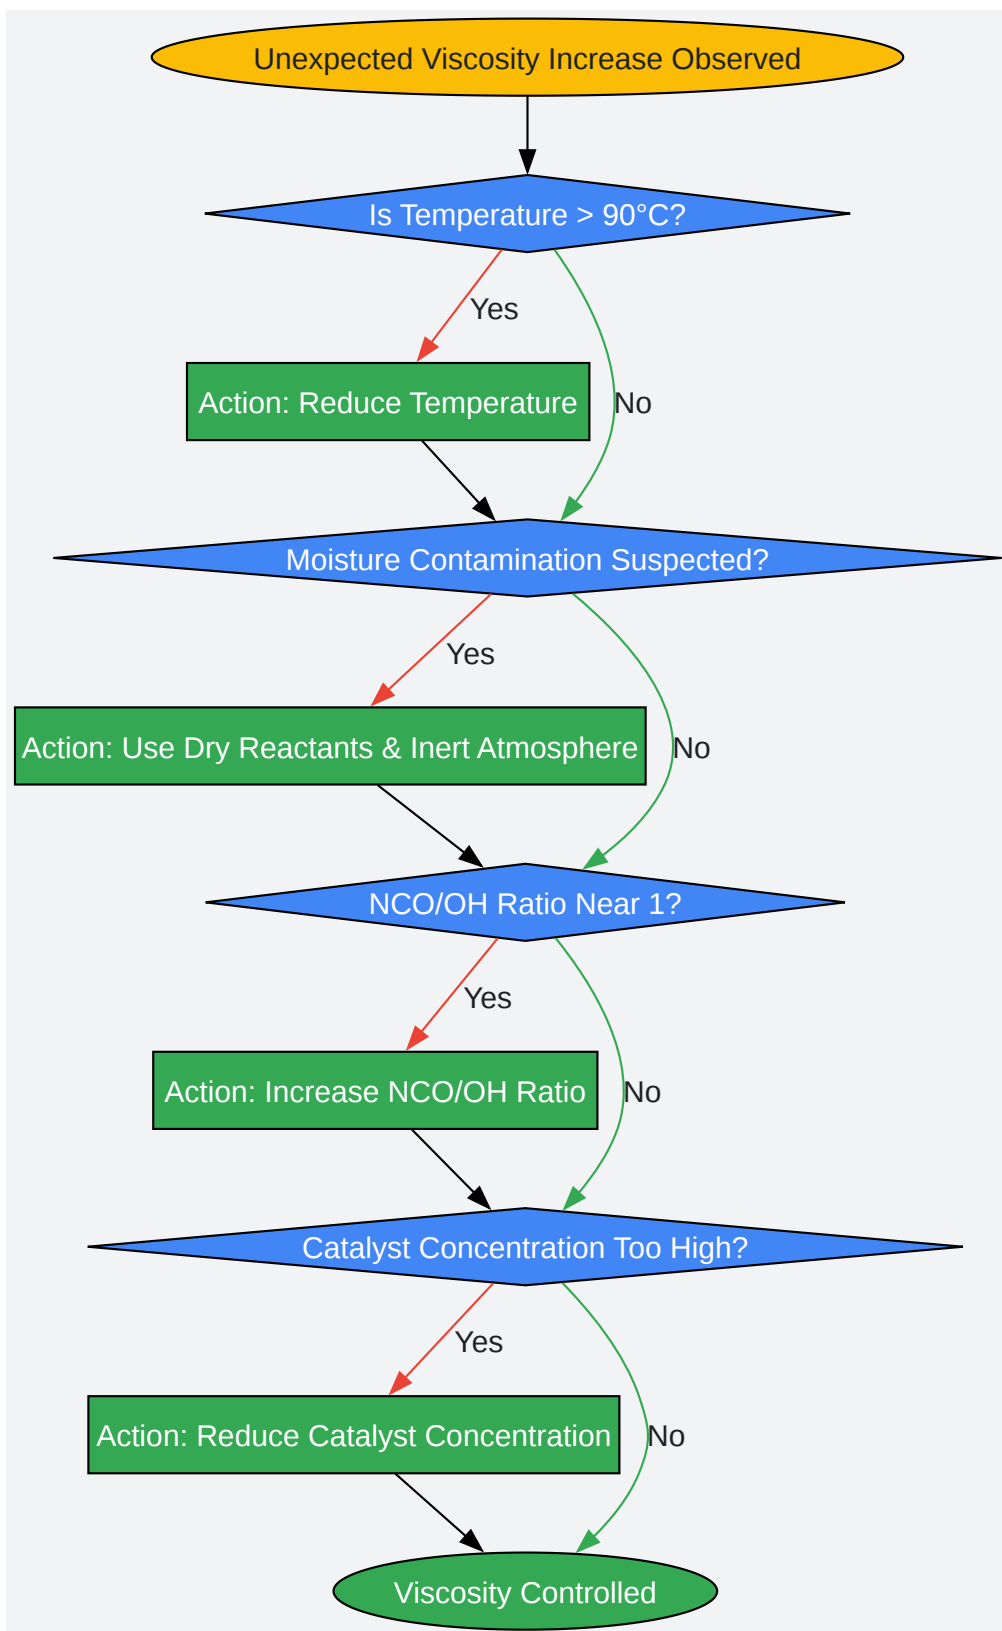 Unexpected Viscosity Increase Observed
Is Temperature > 90°C?
Yes
Action: Reduce Temperature
No
Moisture Contamination Suspected?
Yes
Action: Use Dry Reactants & Inert Atmosphere
No
NCO/OH Ratio Near 1?
Yes
Action: Increase NCO/OH Ratio
No
Catalyst Concentration Too High?
Yes
Action: Reduce Catalyst Concentration
No
Viscosity Controlled